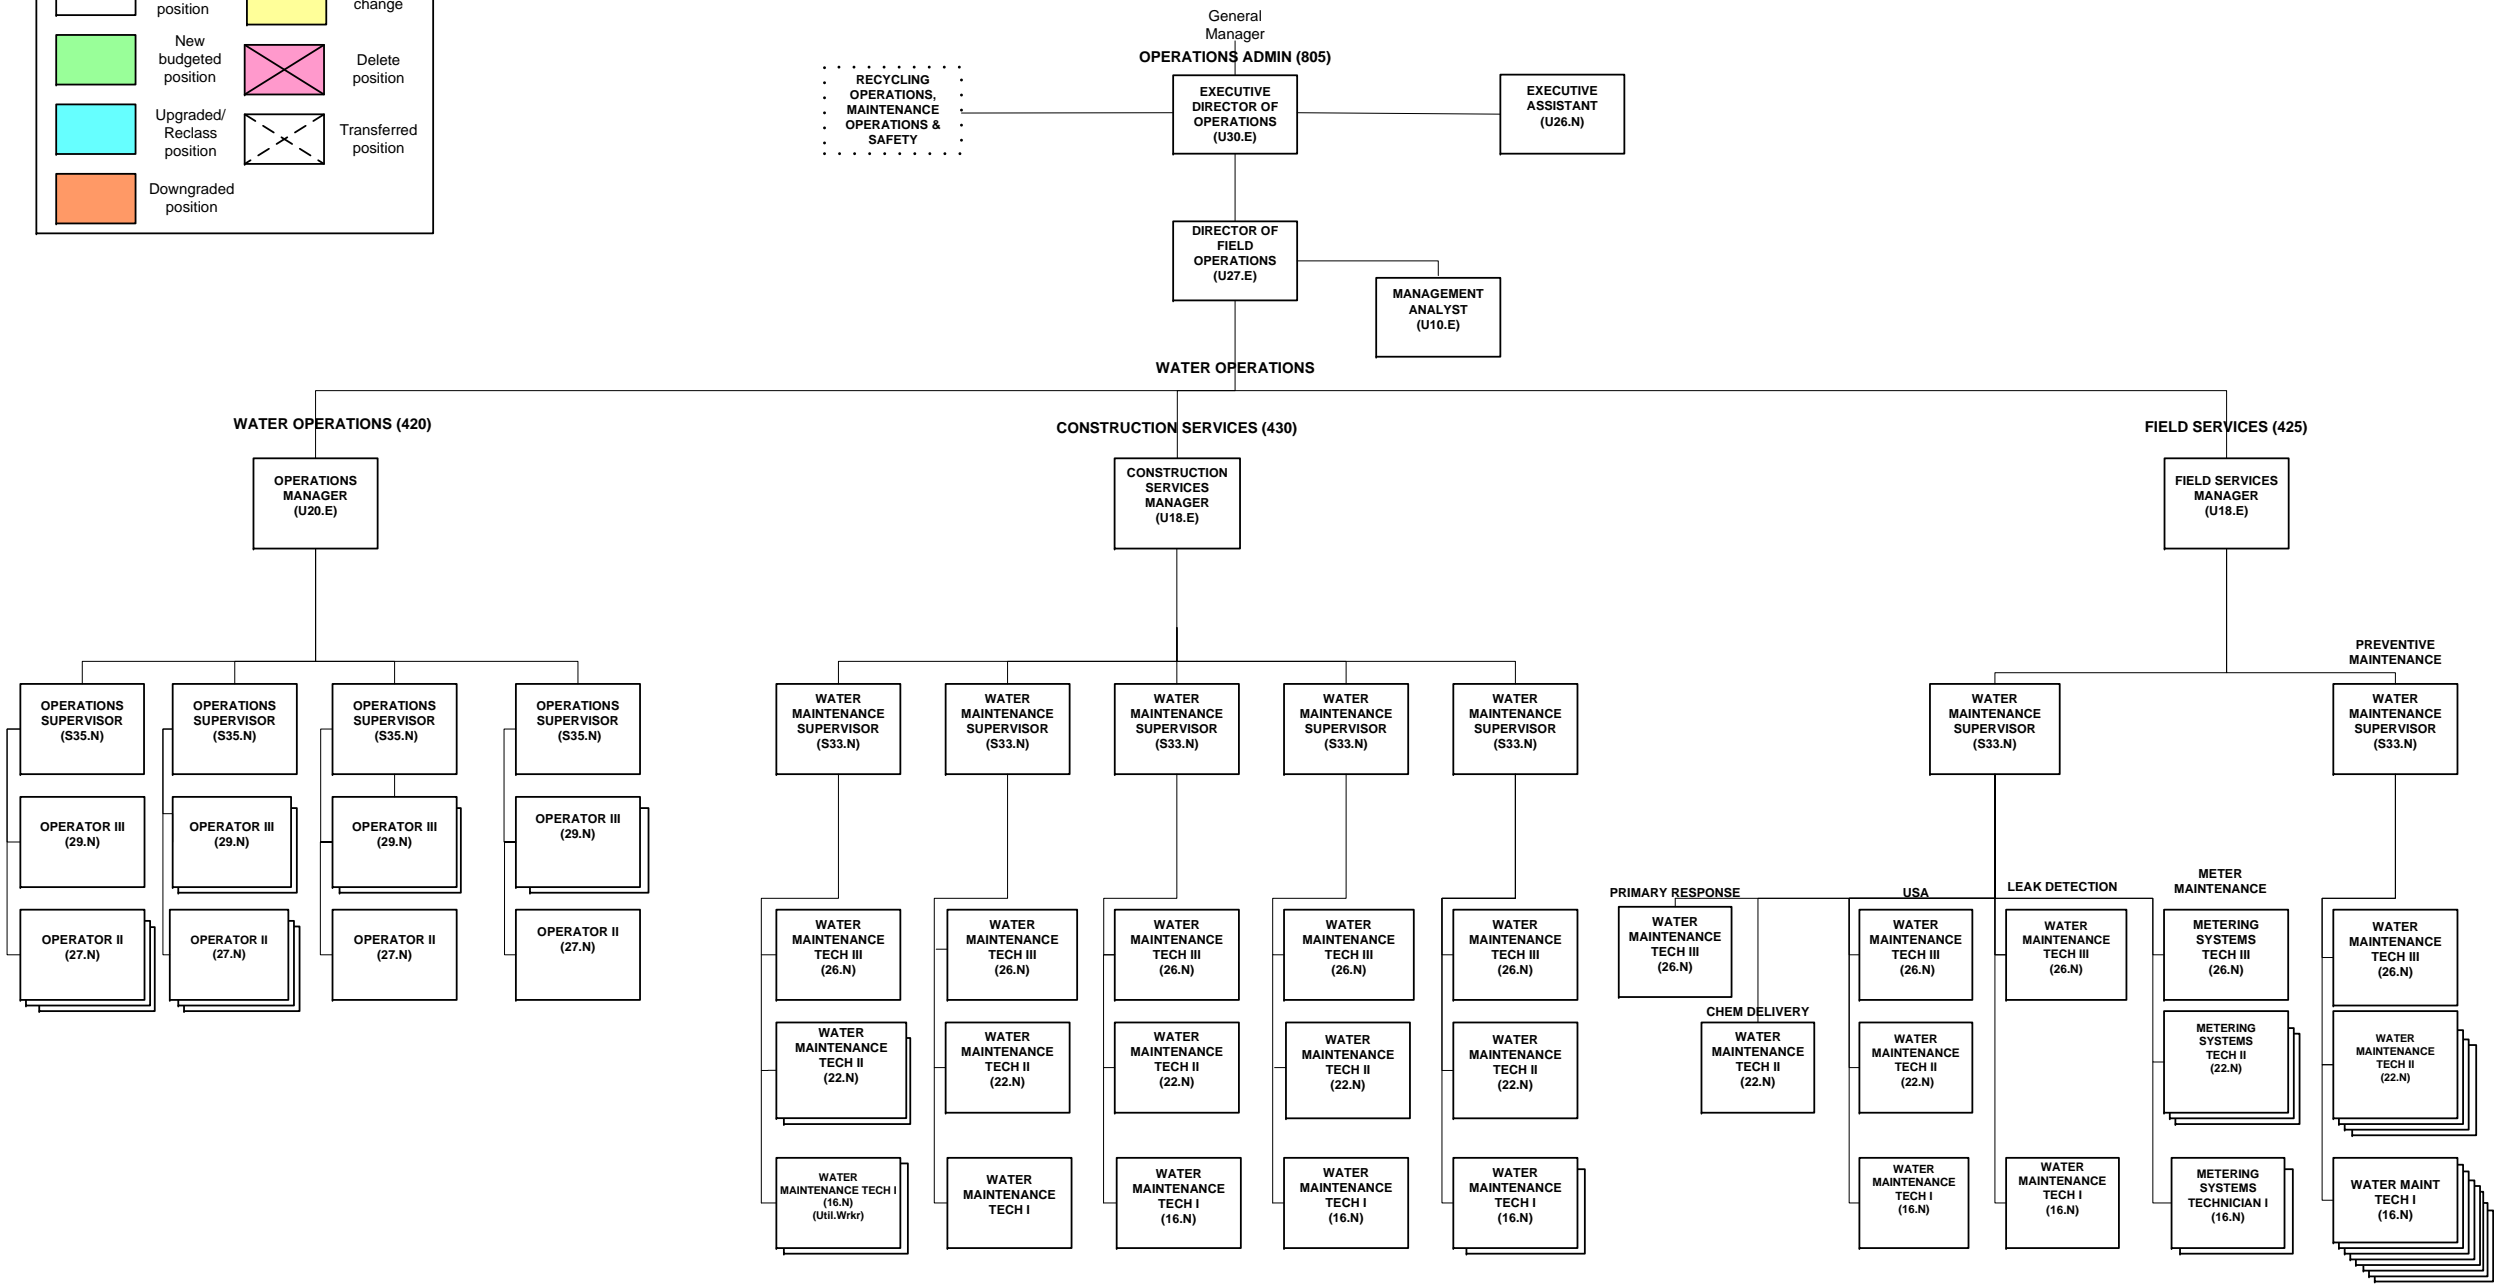 position
change
New
budgeted
position
Delete
position
Upgraded/
Reclass
position
Transferred
position
Downgraded
position
General
Manager
OPERATIONS ADMIN (805)
RECYCLING
OPERATIONS,
MAINTENANCE
OPERATIONS &
SAFETY
EXECUTIVE
DIRECTOR OF
OPERATIONS
(U30.E)
EXECUTIVE
ASSISTANT
(U26.N)
DIRECTOR OF
FIELD
OPERATIONS
(U27.E)
MANAGEMENT
ANALYST
(U10.E)
WATER OPERATIONS
WATER OPERATIONS (420)
CONSTRUCTION SERVICES (430)
FIELD SERVICES (425)
OPERATIONS
MANAGER
(U20.E)
CONSTRUCTION
SERVICES
MANAGER
(U18.E)
FIELD SERVICES
MANAGER
(U18.E)
PREVENTIVE
MAINTENANCE
OPERATIONS
SUPERVISOR
(S35.N)
OPERATIONS
SUPERVISOR
(S35.N)
OPERATIONS
SUPERVISOR
(S35.N)
OPERATIONS
SUPERVISOR
(S35.N)
WATER
MAINTENANCE
SUPERVISOR
(S33.N)
WATER
MAINTENANCE
SUPERVISOR
(S33.N)
WATER
MAINTENANCE
SUPERVISOR
(S33.N)
WATER
MAINTENANCE
SUPERVISOR
(S33.N)
WATER
MAINTENANCE
SUPERVISOR
(S33.N)
WATER
MAINTENANCE
SUPERVISOR
(S33.N)
WATER
MAINTENANCE
SUPERVISOR
(S33.N)
OPERATOR III
(29.N)
OPERATOR III
(29.N)
OPERATOR III
(29.N)
OPERATOR III
(29.N)
PRIMARY RESPONSE
USA
LEAK DETECTION
METER
MAINTENANCE
OPERATOR II
(27.N)
OPERATOR II
(27.N)
OPERATOR II
(27.N)
OPERATOR II
(27.N)
WATER
MAINTENANCE
TECH III
(26.N)
WATER
MAINTENANCE
TECH III
(26.N)
WATER
MAINTENANCE
TECH III
(26.N)
WATER
MAINTENANCE
TECH III
(26.N)
WATER
MAINTENANCE
TECH III
(26.N)
WATER
MAINTENANCE
TECH III
(26.N)
WATER
MAINTENANCE
TECH III
(26.N)
WATER
MAINTENANCE
TECH III
(26.N)
METERING
SYSTEMS
TECH III
(26.N)
WATER
MAINTENANCE
TECH III
(26.N)
CHEM DELIVERY
WATER
MAINTENANCE
TECH II
(22.N)
WATER
MAINTENANCE
TECH II
(22.N)
WATER
MAINTENANCE
TECH II
(22.N)
WATER
MAINTENANCE
TECH II
(22.N)
WATER
MAINTENANCE
TECH II
(22.N)
WATER
MAINTENANCE
TECH II
(22.N)
WATER
MAINTENANCE
TECH II
(22.N)
METERING
SYSTEMS
TECH II
(22.N)
WATER
MAINTENANCE
TECH II
(22.N)
WATER
MAINTENANCE TECH I
(16.N)
(Util.Wrkr)
WATER
MAINTENANCE
TECH I
WATER
MAINTENANCE
TECH I
(16.N)
WATER
MAINTENANCE
TECH I
(16.N)
WATER
MAINTENANCE
TECH I
(16.N)
WATER
MAINTENANCE
TECH I
(16.N)
WATER
MAINTENANCE
TECH I
(16.N)
METERING
SYSTEMS
TECHNICIAN I
(16.N)
WATER MAINT
TECH I
(16.N)